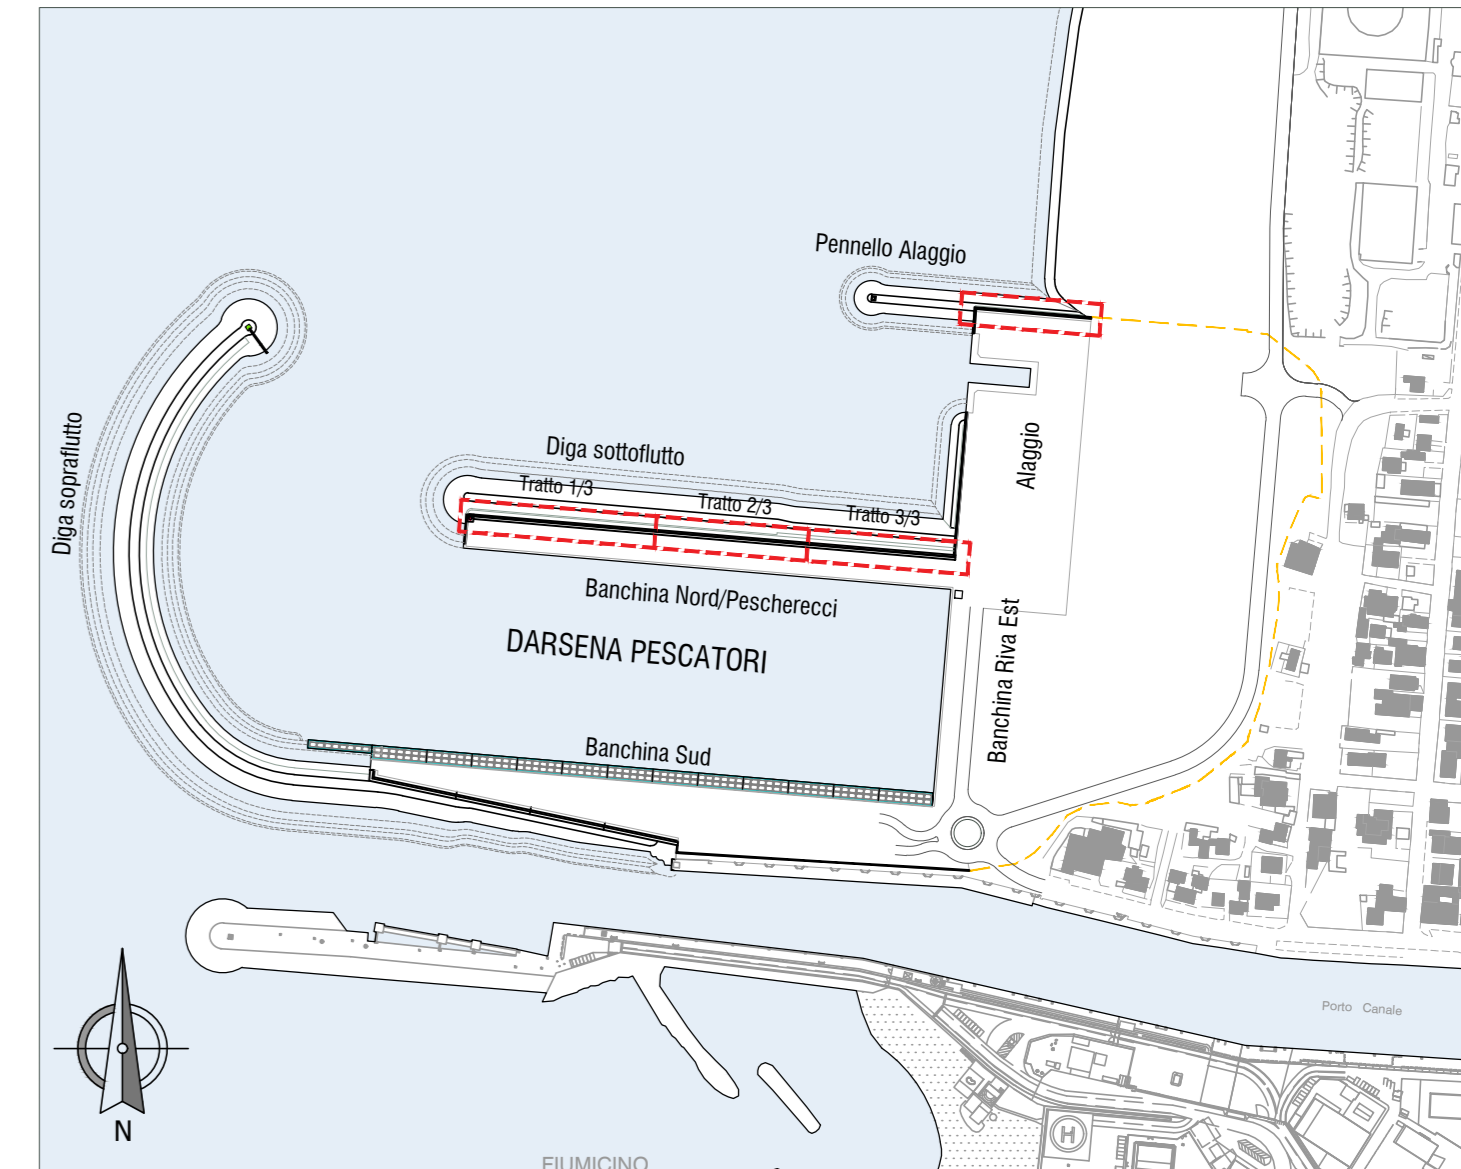 Pennello Alaggio
Diga sopraflutto
Diga sottoflutto
Tratto 1/3
Tratto 2/3
Tratto 3/3
Alaggio
Banchina Nord/Pescherecci
DARSENA PESCATORI
Banchina Riva Est
Banchina Sud
Porto Canale
N
H
FIUMICINO